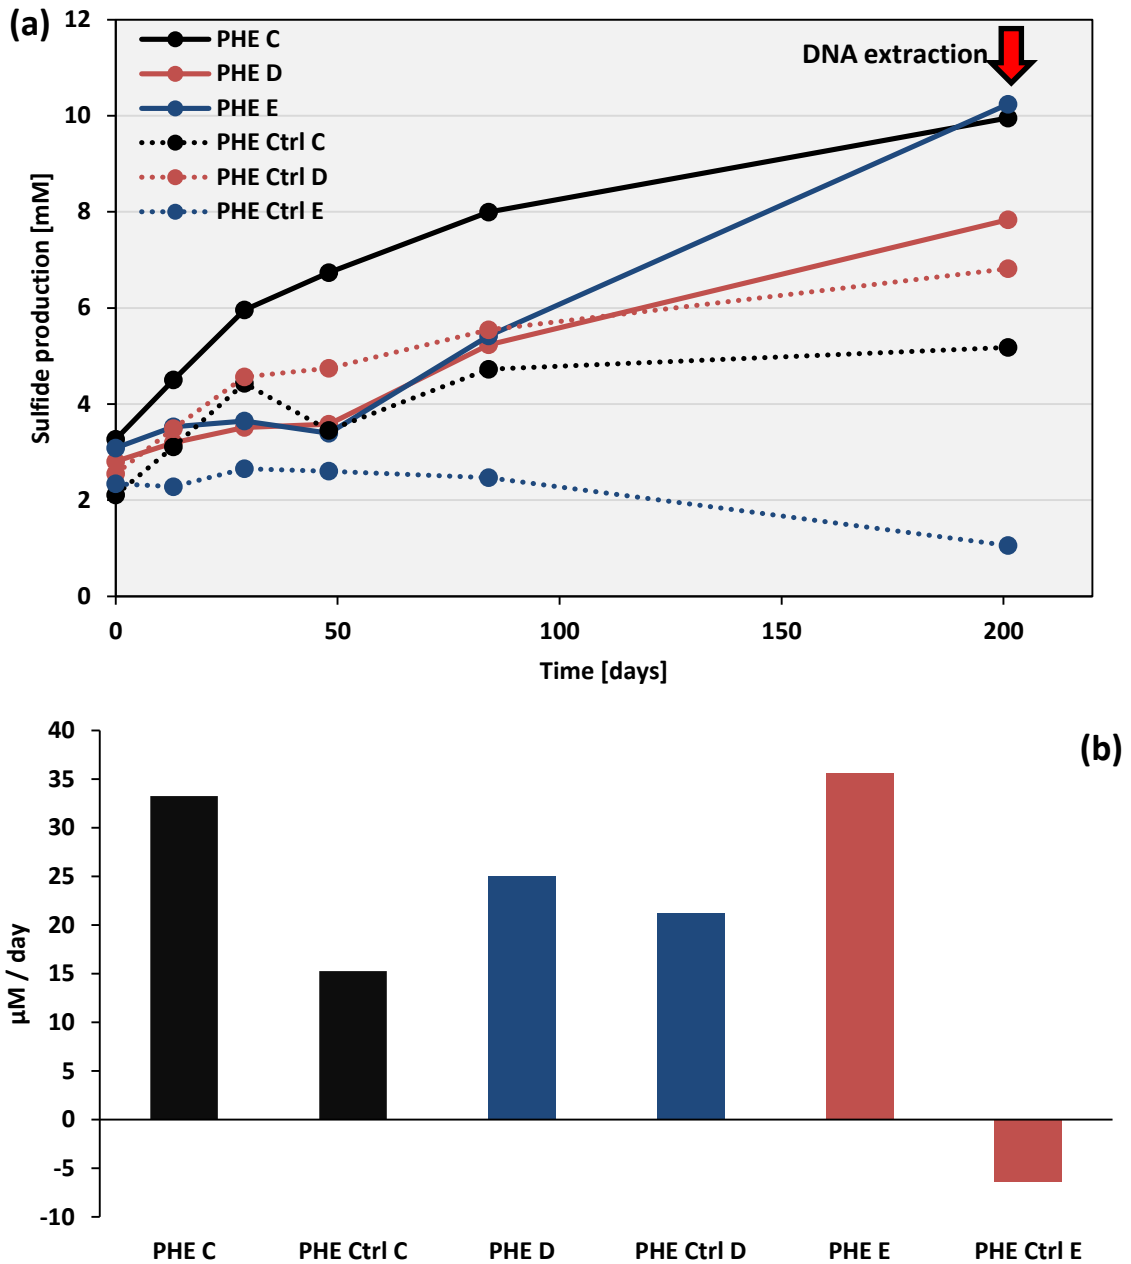 (a)
12
10
8
6
4
2
0
Sulfide production [mM]
PHE C
PHE D
PHE E
PHE Ctrl C
PHE Ctrl D
PHE Ctrl E
DNA extraction
0 50 100 150 200
Time [days]
(b)
40
35
30
25
20
15
10
5
0
-5
-10
µM / day
PHE C PHE Ctrl C PHE D PHE Ctrl D PHE E PHE Ctrl E